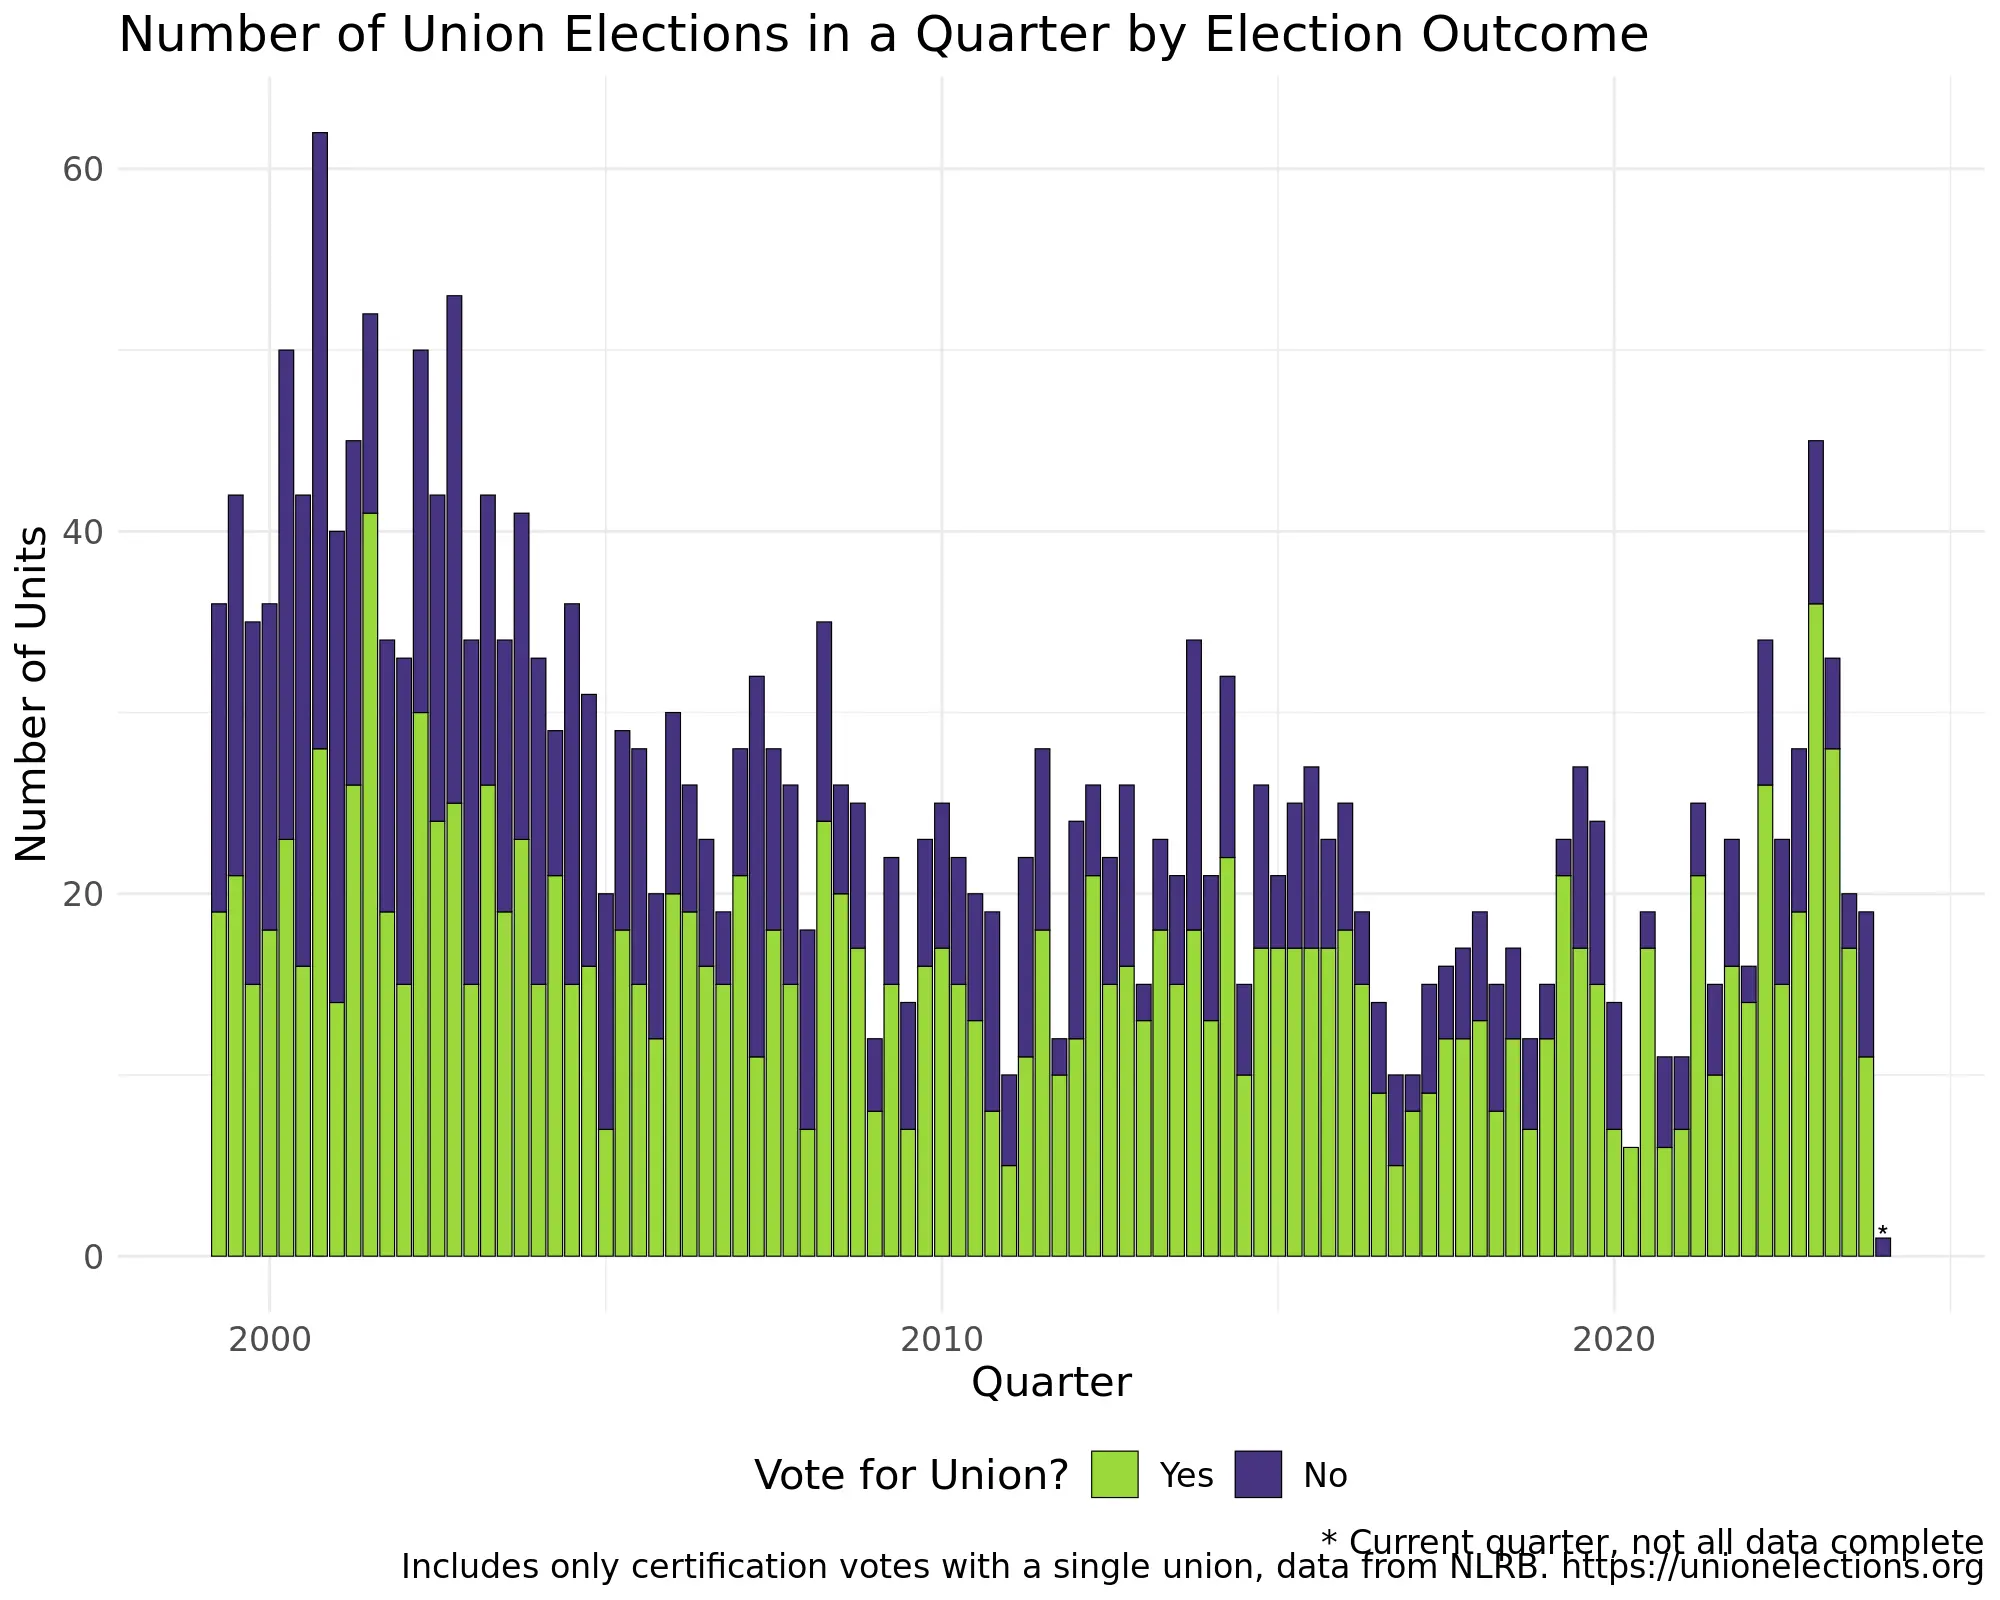 Number of Union Elections in a Quarter by Election Outcome
60
40
20
0
Number of Units
*
2000
2010
2020
Quarter
Vote for Union?
Yes
No
* Current quarter, not all data complete
Includes only certification votes with a single union, data from NLRB. https://unionelections.org